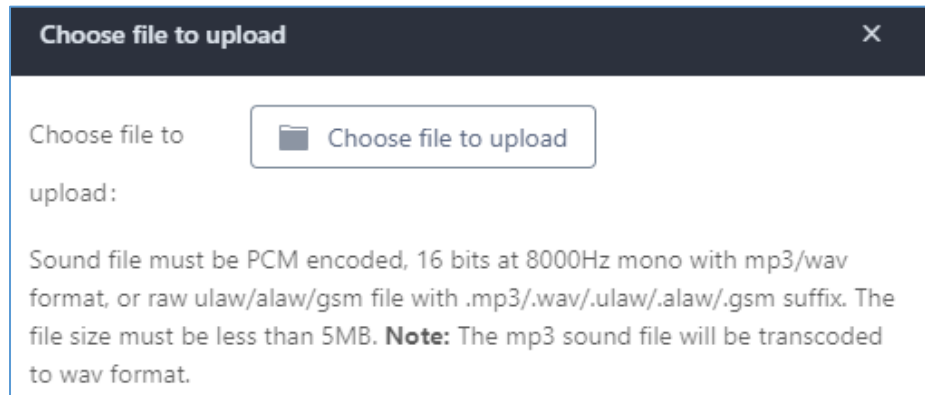 Choose file to upload ×
Choose file to Choose file to upload
upload:
Sound file must be PCM encoded, 16 bits at 8000Hz mono with mp3/wav
format, or raw ulaw/alaw/gsm file with .mp3/.wav/.ulaw/.alaw/.gsm suffix. The
file size must be less than 5MB. Note: The mp3 sound file will be transcoded
to wav format.